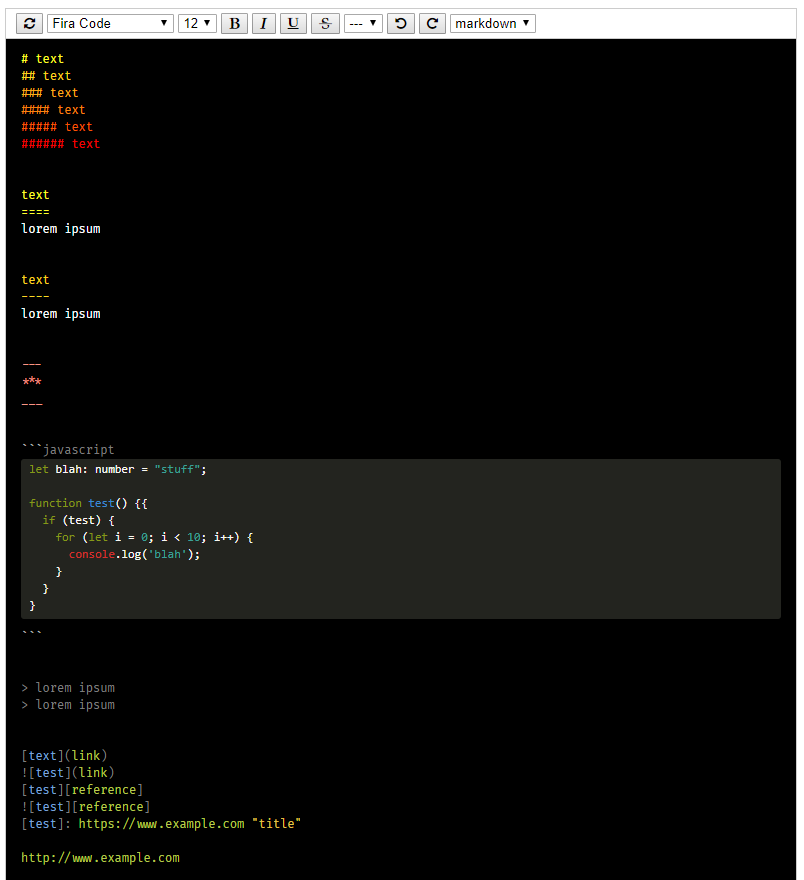 Fira Code 12 B I U S --- markdown
# text
## text
### text
#### text
##### text
###### text
text
====
lorem ipsum
text
----
lorem ipsum
---
***
___
```javascript
let blah: number = "stuff";
function test() {{
if (test) {
for (let i = 0; i < 10; i++) {
console.log('blah');
}
}
}
```
> lorem ipsum
> lorem ipsum
[text](link)
![test](link)
[test][reference]
![test][reference]
[test]: https://www.example.com "title"
http://www.example.com